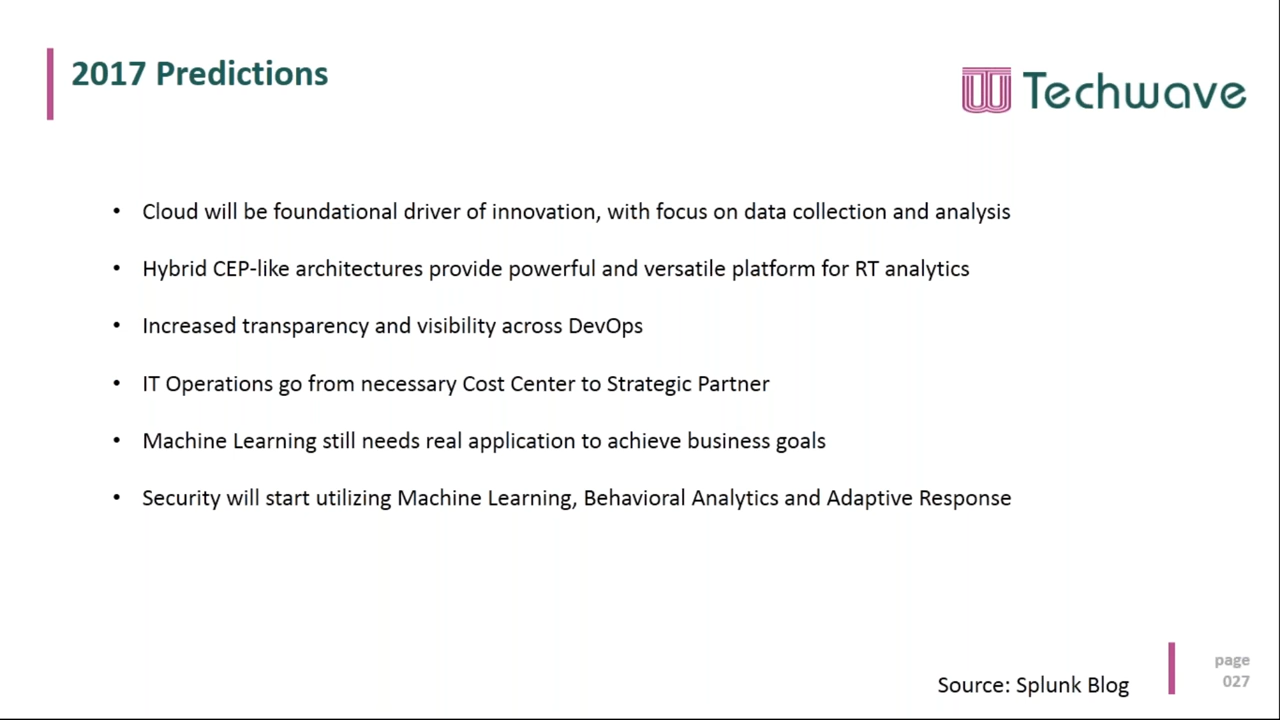 2017 Predictions
Techwave
• Cloud will be foundational driver of innovation, with focus on data collection and analysis
• Hybrid CEP-like architectures provide powerful and versatile platform for RT analytics
• Increased transparency and visibility across DevOps
• IT Operations go from necessary Cost Center to Strategic Partner
• Machine Learning still needs real application to achieve business goals
• Security will start utilizing Machine Learning, Behavioral Analytics and Adaptive Response
Source: Splunk Blog
page
027